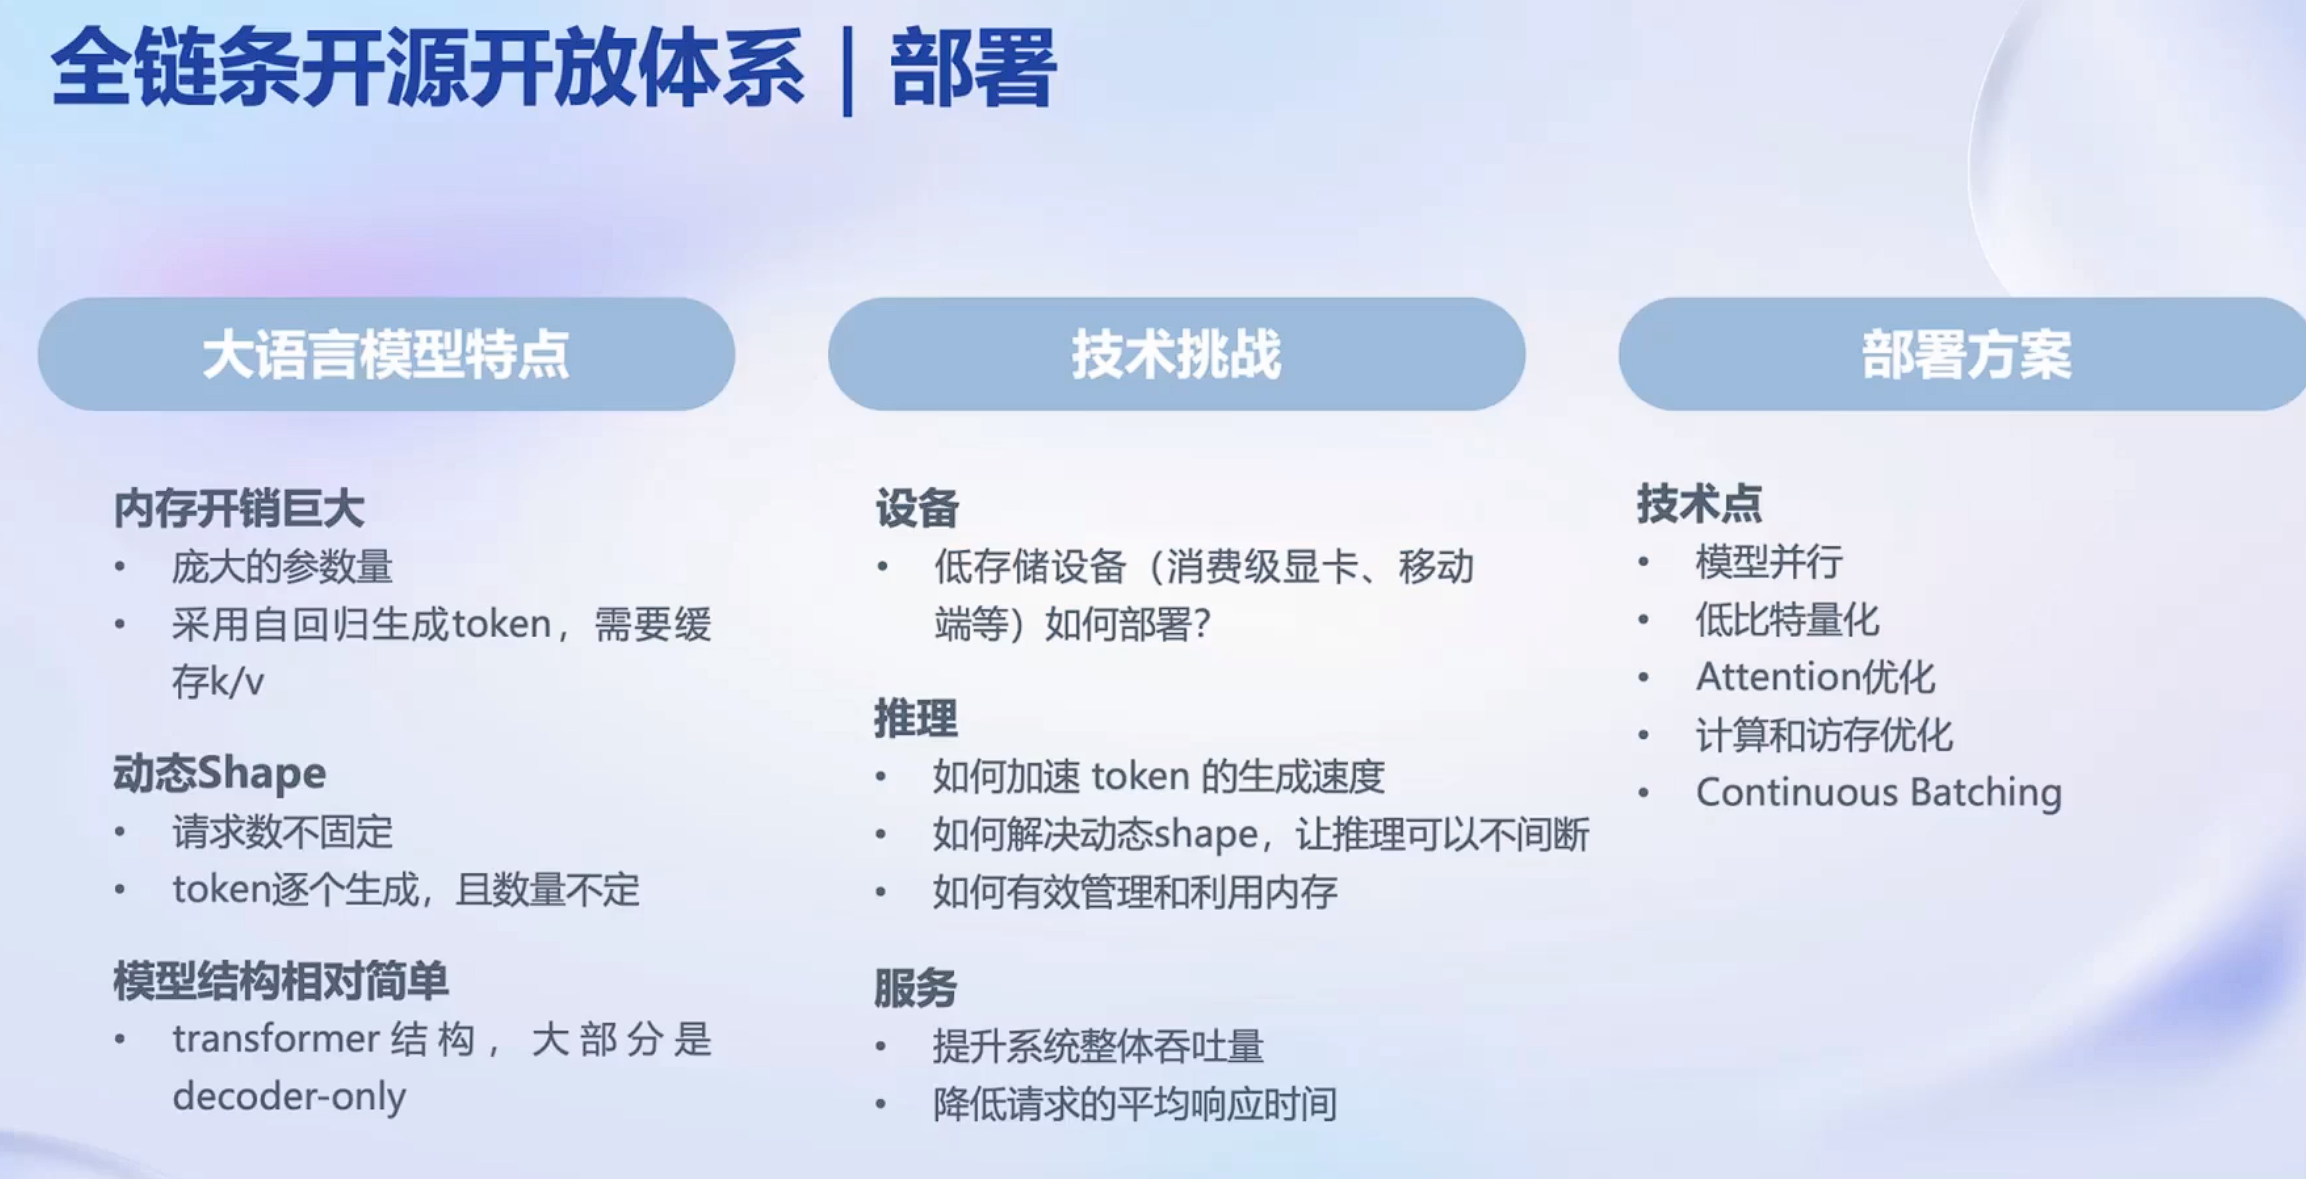 全链条开源开放体系｜部署
大语言模型特点
内存开销巨大
• 庞大的参数量
• 采用自回归生成token，需要缓
存k/v
动态Shape
• 请求数不固定
• token逐个生成，且数量不定
模型结构相对简单
• transformer 结构，大部分是
decoder-only
技术挑战
设备
• 低存储设备（消费级显卡、移动
端等）如何部署？
推理
• 如何加速 token 的生成速度
• 如何解决动态shape，让推理可以不间断
• 如何有效管理和利用内存
服务
• 提升系统整体吞吐量
• 降低请求的平均响应时间
部署方案
技术点
• 模型并行
• 低比特量化
• Attention优化
• 计算和访存优化
• Continuous Batching